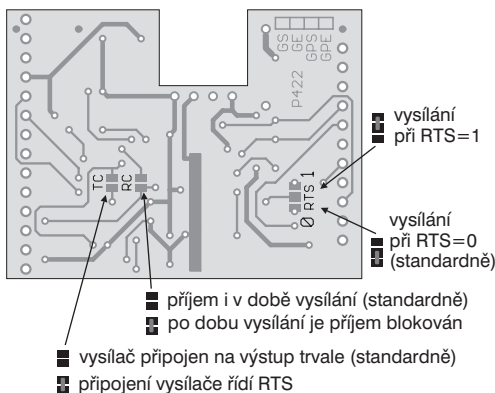 GS
GE
GPS
GPE
P422
TC
RC
0 RTS 1
vysílání
při RTS=1
vysílání
při RTS=0
(standardně)
příjem i v době vysílání (standardně)
po dobu vysílání je příjem blokován
vysílač připojen na výstup trvale (standardně)
připojení vysílače řídí RTS